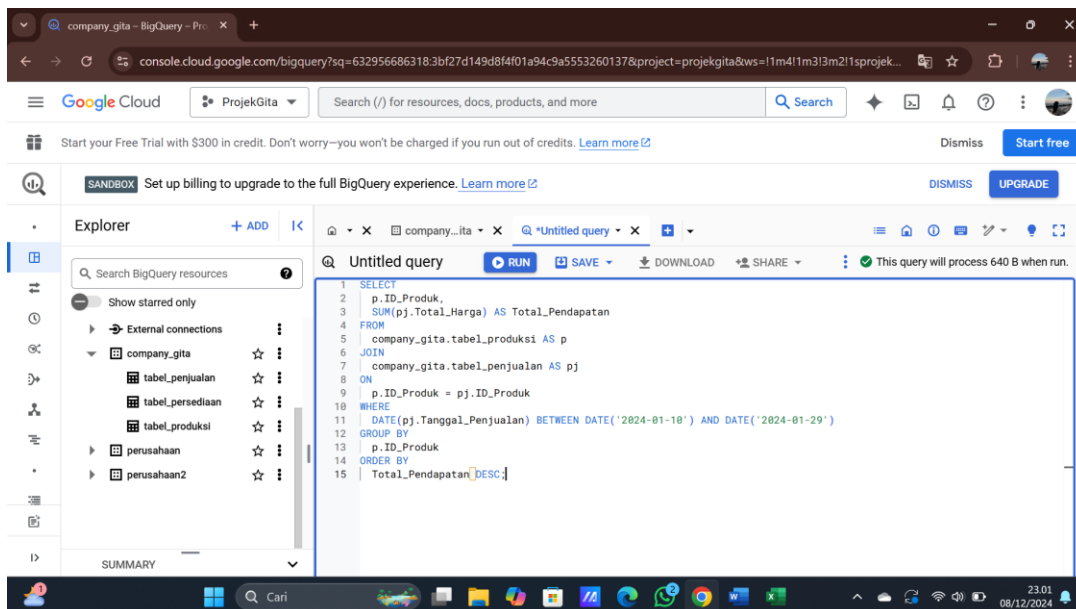 company_gita – BigQuery – Pro
console.cloud.google.com/bigquery?sq=632956686318:3bf27d149d8f4f01a94c9a5553260137&project=projekgita&ws=!1m4!1m3!3m2!1sprojek...
Google Cloud
ProjekGita
Search (/) for resources, docs, products, and more
Search
Start your Free Trial with $300 in credit. Don't worry—you won't be charged if you run out of credits. Learn more
Dismiss
Start free
SANDBOX Set up billing to upgrade to the full BigQuery experience. Learn more
DISMISS
UPGRADE
Explorer
+ ADD
company...ita
*Untitled query
Search BigQuery resources
Show starred only
External connections
company_gita
tabel_penjualan
tabel_persediaan
tabel_produksi
perusahaan
perusahaan2
SUMMARY
Untitled query
RUN
SAVE
DOWNLOAD
SHARE
This query will process 640 B when run.
1 SELECT
2 p.ID_Produk,
3 SUM(pj.Total_Harga) AS Total_Pendapatan
4 FROM
5 company_gita.tabel_produksi AS p
6 JOIN
7 company_gita.tabel_penjualan AS pj
8 ON
9 p.ID_Produk = pj.ID_Produk
10 WHERE
11 DATE(pj.Tanggal_Penjualan) BETWEEN DATE('2024-01-10') AND DATE('2024-01-29')
12 GROUP BY
13 p.ID_Produk
14 ORDER BY
15 Total_Pendapatan DESC;
1
Cari
2
23.01
08/12/2024